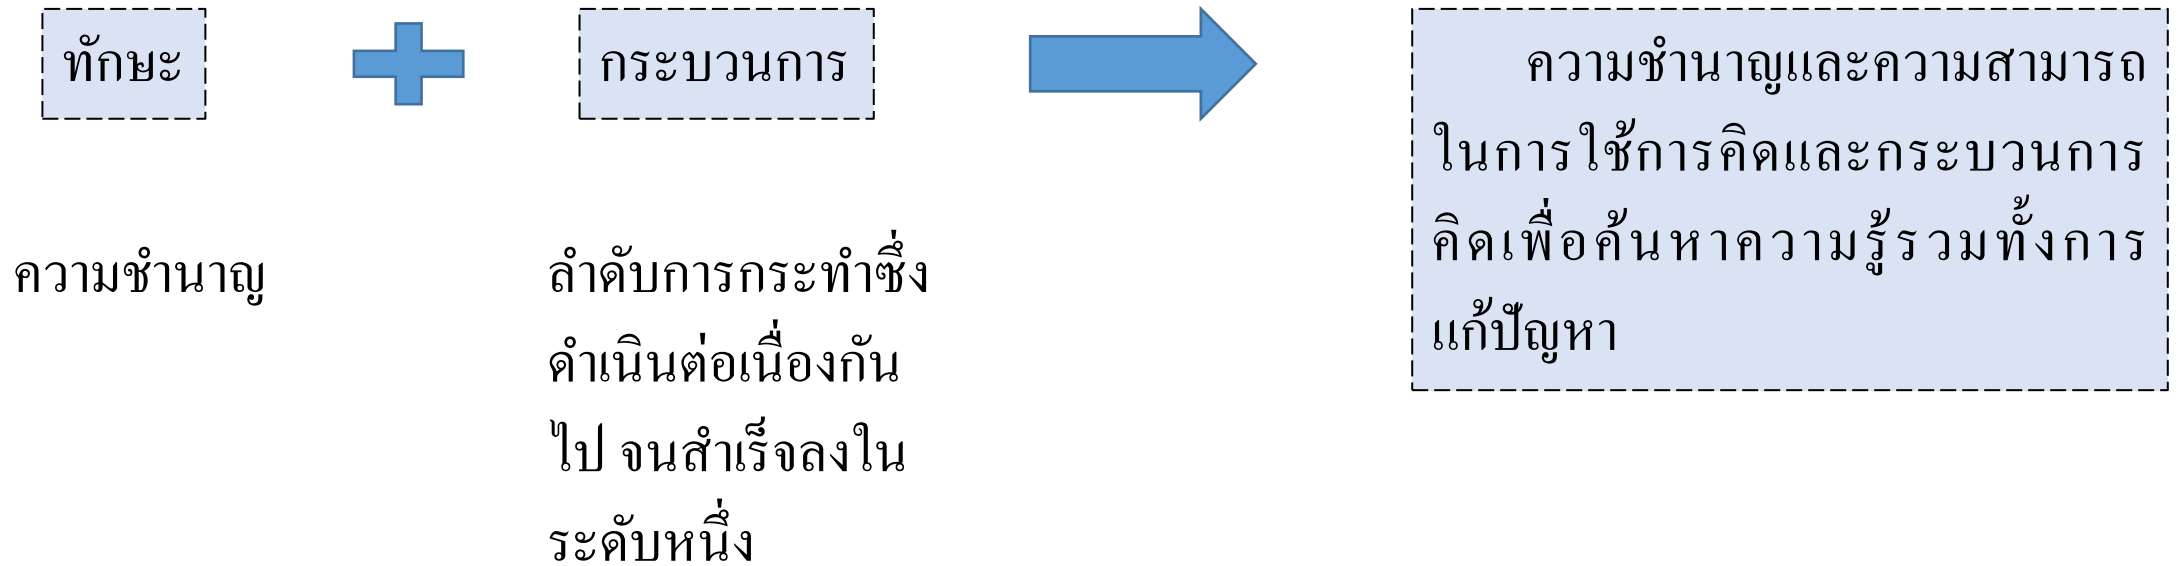 ทักษะ
กระบวนการ
ความชำนาญและความสามารถ
ในการใช้การคิดและกระบวนการ
คิดเพื่อค้นหาความรู้รวมทั้งการ
แก้ปัญหา
ความชำนาญ
ลำดับการกระทำซึ่ง
ดำเนินต่อเนื่องกัน
ไป จนสำเร็จลงใน
ระดับหนึ่ง